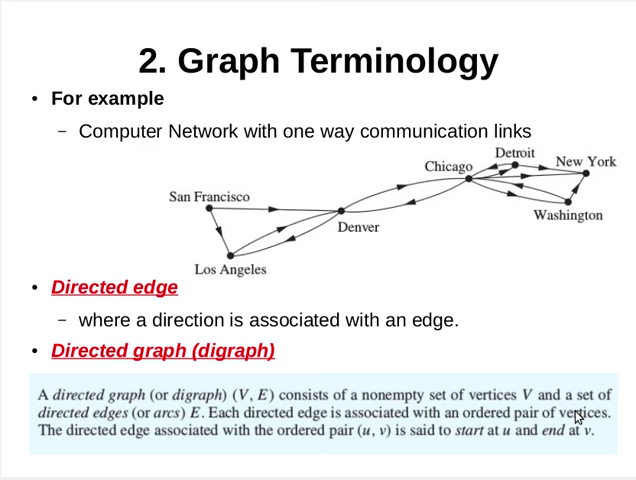 2. Graph Terminology
• For example
– Computer Network with one way communication links
Detroit
Chicago
New York
San Francisco
Washington
Denver
Los Angeles
• Directed edge
– where a direction is associated with an edge.
• Directed graph (digraph)
A directed graph (or digraph) (V, E) consists of a nonempty set of vertices V and a set of
directed edges (or arcs) E. Each directed edge is associated with an ordered pair of vertices.
The directed edge associated with the ordered pair (u, v) is said to start at u and end at v.